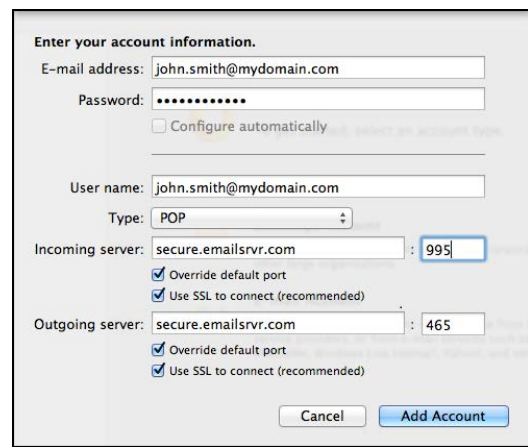 Enter your account information.
E-mail address: john.smith@mydomain.com
Password: ••••••••••••
Configure automatically
User name: john.smith@mydomain.com
Type: POP
Incoming server: secure.emailsrvr.com : 995
Override default port
Use SSL to connect (recommended)
Outgoing server: secure.emailsrvr.com : 465
Override default port
Use SSL to connect (recommended)
Cancel Add Account